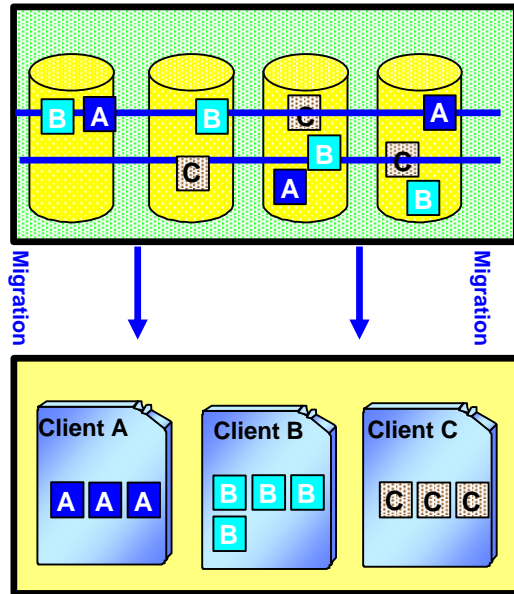 B A B C A
C B C
A B
Migration Migration
Client A Client B Client C
A A A B B B C C C
B